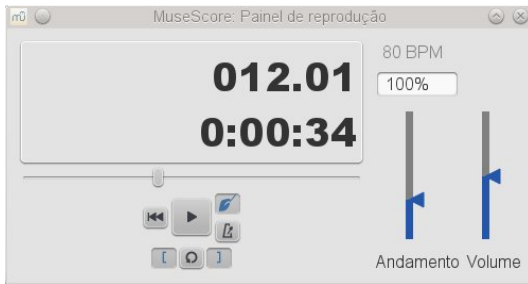 MuseScore: Painel de reprodução
012.01
0:00:34
80 BPM
100%
Andamento Volume